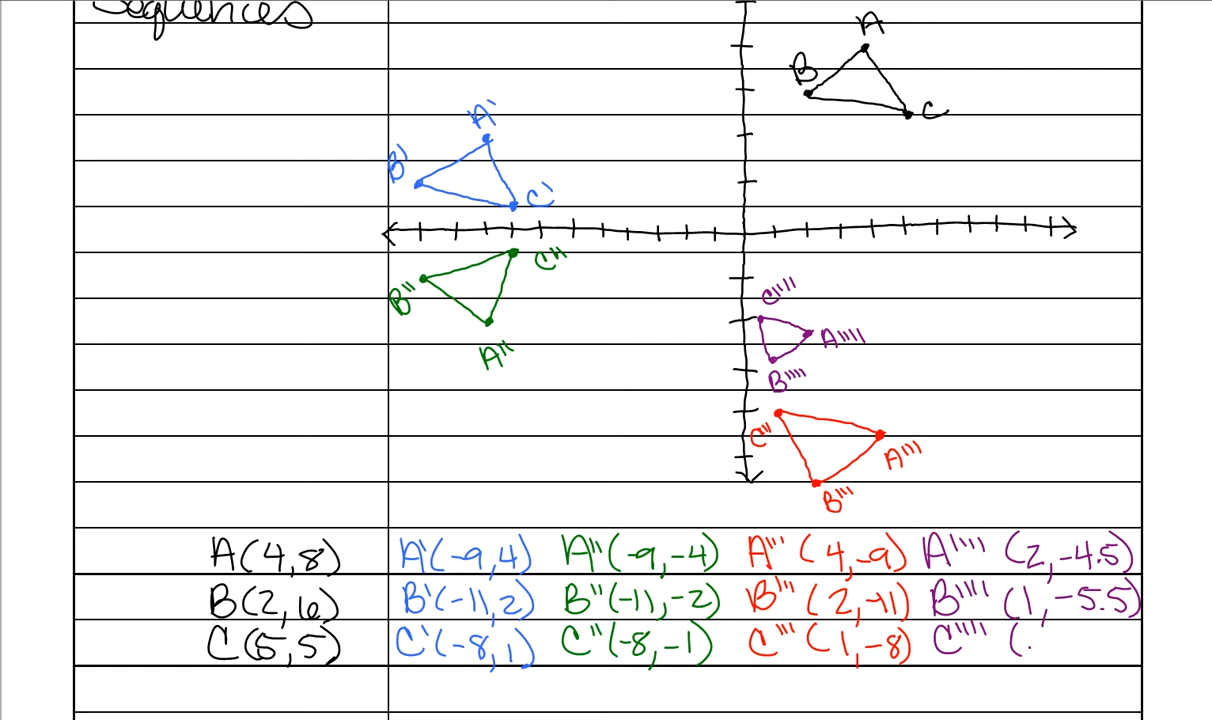 Sequences
A
B
C
A'
B'
C'
C"
B"
A"
C''''
A''''
B''''
C'''
A'''
B'''
A(4,8) A'(-9,4) A"(-9,-4) A'''(4,-9) A''''(2,-4.5)
B(2,6) B'(-11,2) B"(-11,-2) B'''(2,-11) B''''(1,-5.5)
C(5,5) C'(-8,1) C"(-8,-1) C'''(1,-8) C''''(.